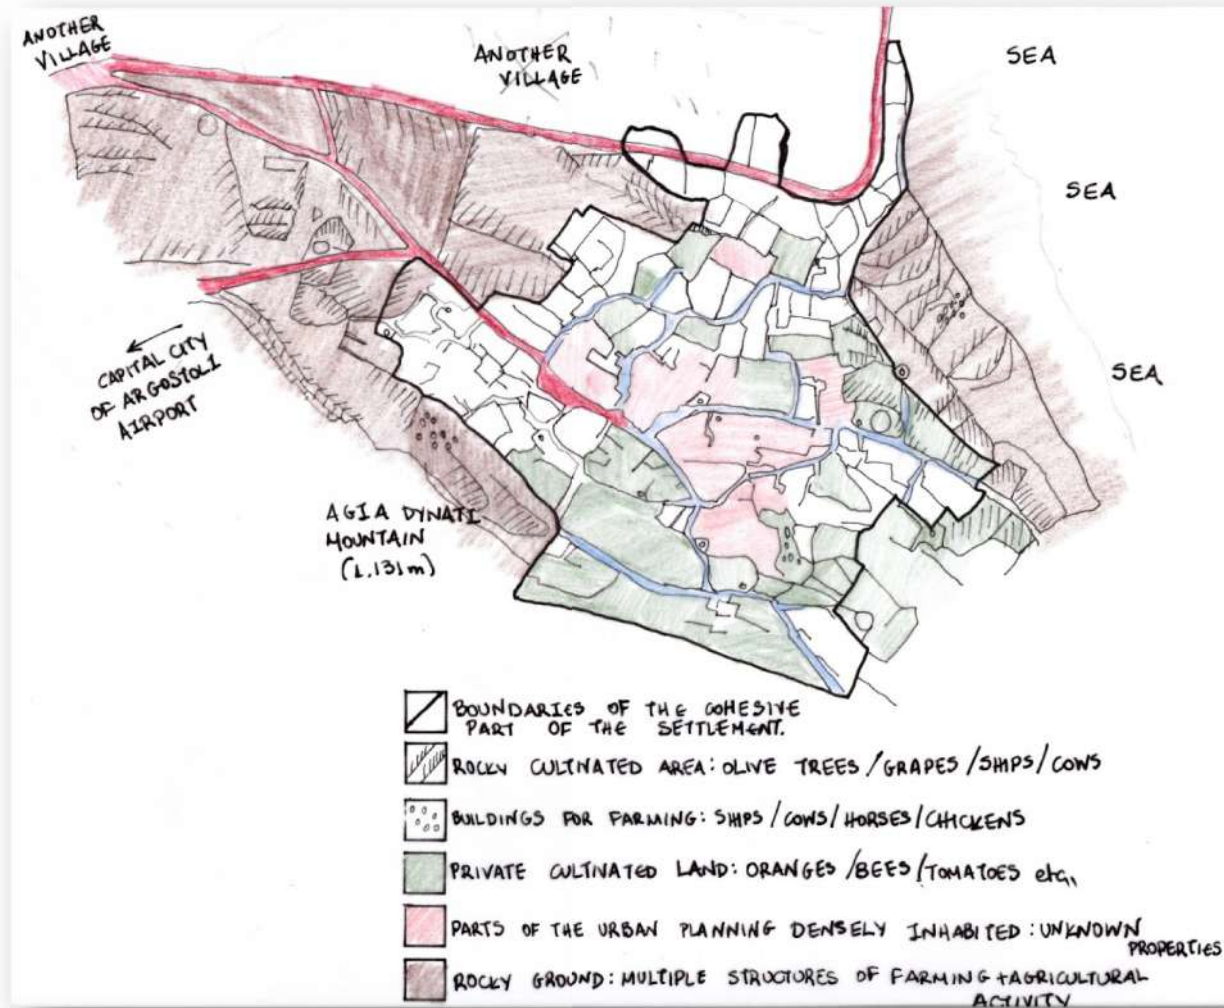 ANOTHER
VILLAGE
ANOTHER
VILLAGE
SEA
SEA
SEA
CAPITAL CITY
OF ARGOSTOLI
AIRPORT
AGIA DYNATI
MOUNTAIN
(1.131m)
BOUNDARIES OF THE COHESIVE
PART OF THE SETTLEMENT.
ROCKY CULTINATED AREA: OLIVE TREES / GRAPES / SHIPS / COWS
BUILDINGS FOR FARMING: SHIPS / COWS / HORSES / CHICKENS
PRIVATE CULTINATED LAND: ORANGES / BEES / TOMATOES etc,
PARTS OF THE URBAN PLANNING DENSELY INHABITED: UNKNOWN
PROPERTIES
ROCKY GROUND: MULTIPLE STRUCTURES OF FARMING + AGRICULTURAL
ACTIVITY